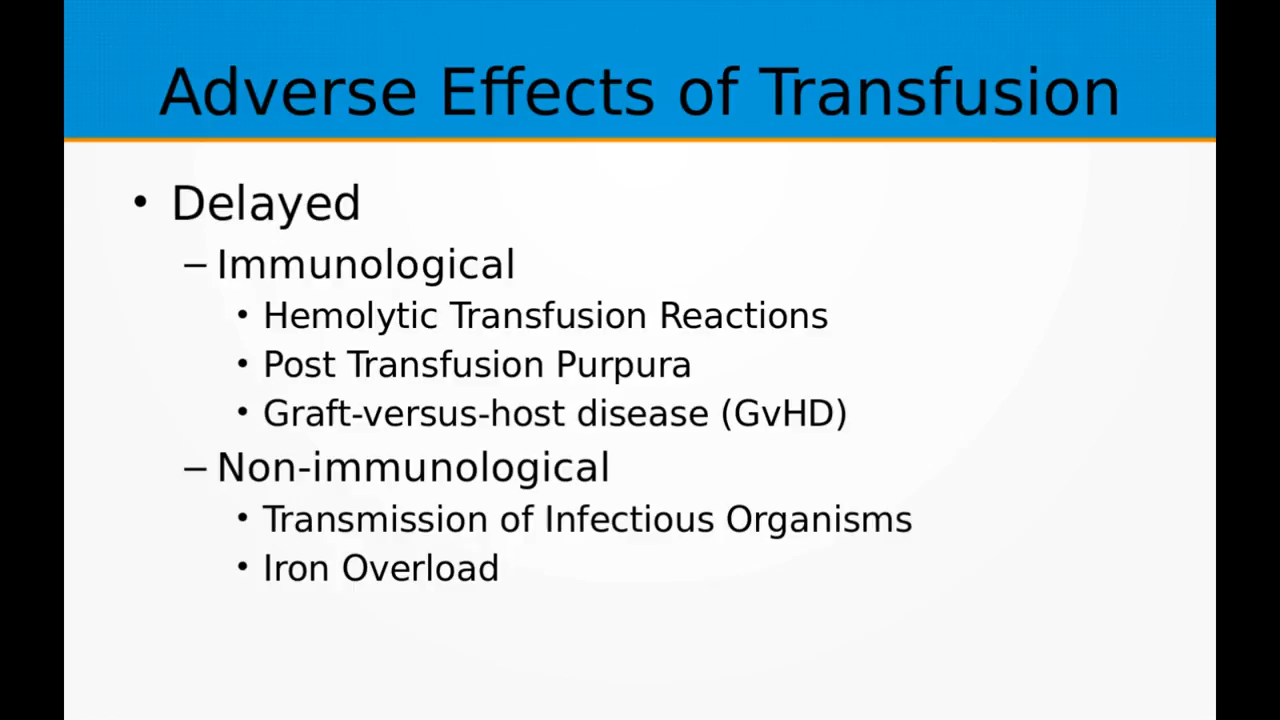 Adverse Effects of Transfusion
• Delayed
– Immunological
• Hemolytic Transfusion Reactions
• Post Transfusion Purpura
• Graft-versus-host disease (GvHD)
– Non-immunological
• Transmission of Infectious Organisms
• Iron Overload